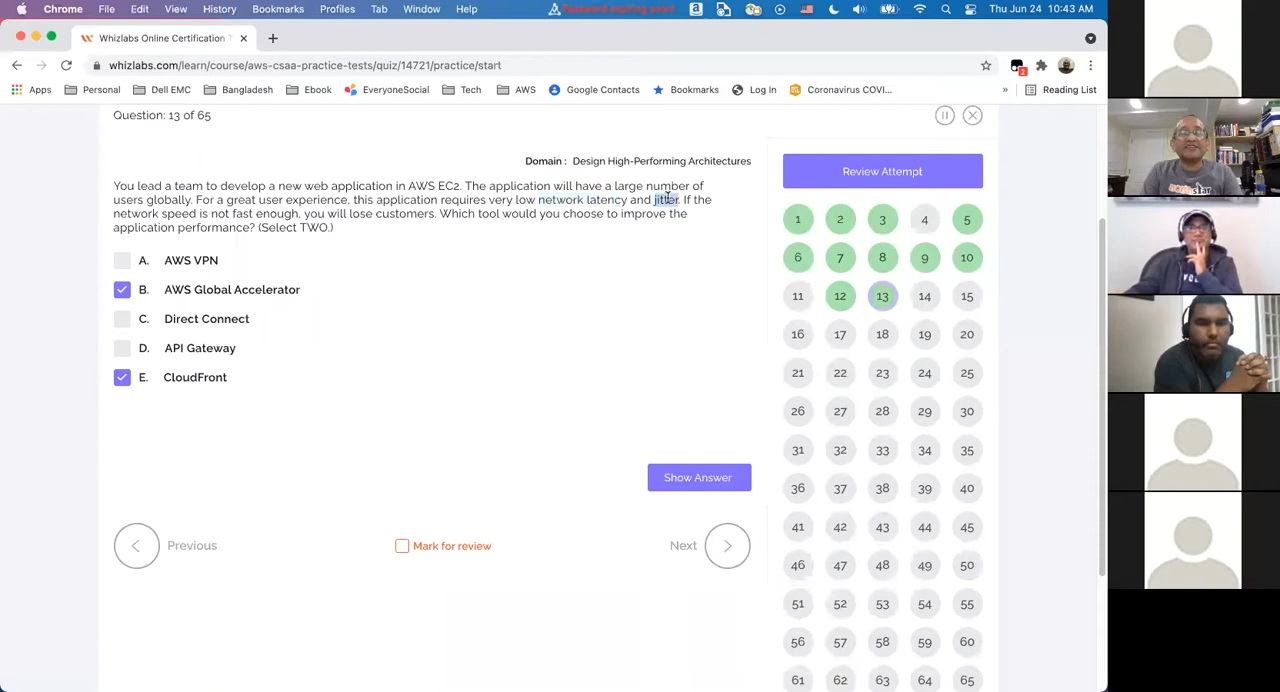 Chrome File Edit View History Bookmarks Profiles Tab Window Help Password expiring soon Thu Jun 24 10:43 AM
Whizlabs Online Certification T
whizlabs.com/learn/course/aws-csaa-practice-tests/quiz/14721/practice/start
2
Apps Personal Dell EMC Bangladesh Ebook EveryoneSocial Tech AWS Google Contacts Bookmarks Log In Coronavirus COVI... » Reading List
Question: 13 of 65
Domain : Design High-Performing Architectures
You lead a team to develop a new web application in AWS EC2. The application will have a large number of
users globally. For a great user experience, this application requires very low network latency and jitter. If the
network speed is not fast enough, you will lose customers. Which tool would you choose to improve the
application performance? (Select TWO.)
A. AWS VPN
B. AWS Global Accelerator
C. Direct Connect
D. API Gateway
E. CloudFront
Show Answer
Previous
Mark for review
Next
Review Attempt
1 2 3 4 5
6 7 8 9 10
11 12 13 14 15
16 17 18 19 20
21 22 23 24 25
26 27 28 29 30
31 32 33 34 35
36 37 38 39 40
41 42 43 44 45
46 47 48 49 50
51 52 53 54 55
56 57 58 59 60
61 62 63 64 65